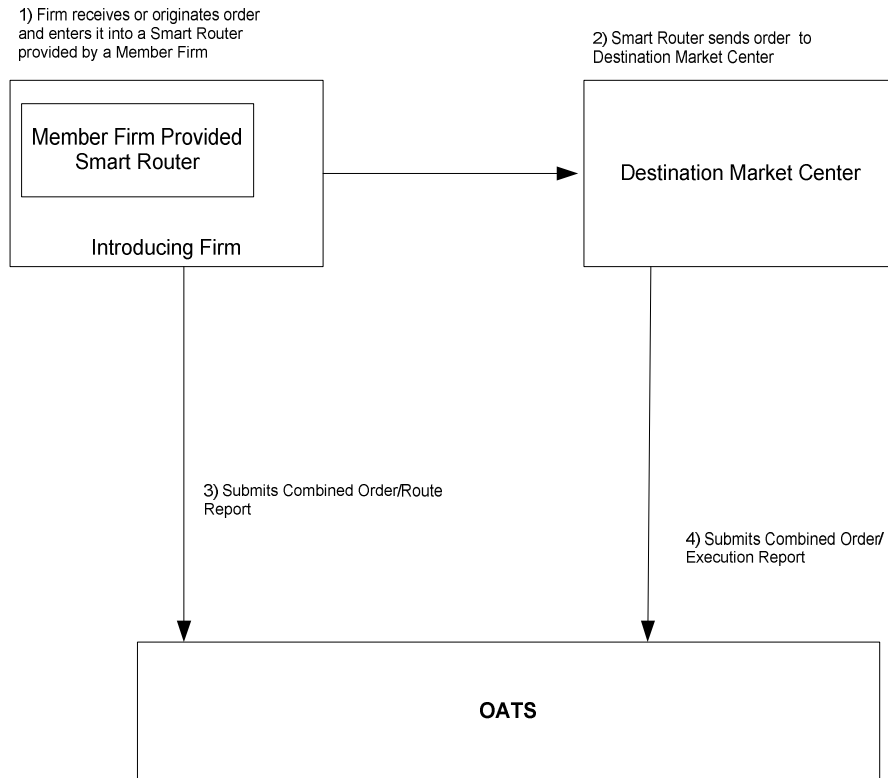 1) Firm receives or originates order
and enters it into a Smart Router
provided by a Member Firm
2) Smart Router sends order to
Destination Market Center
Member Firm Provided
Smart Router
Introducing Firm
Destination Market Center
3) Submits Combined Order/Route
Report
4) Submits Combined Order/
Execution Report
OATS